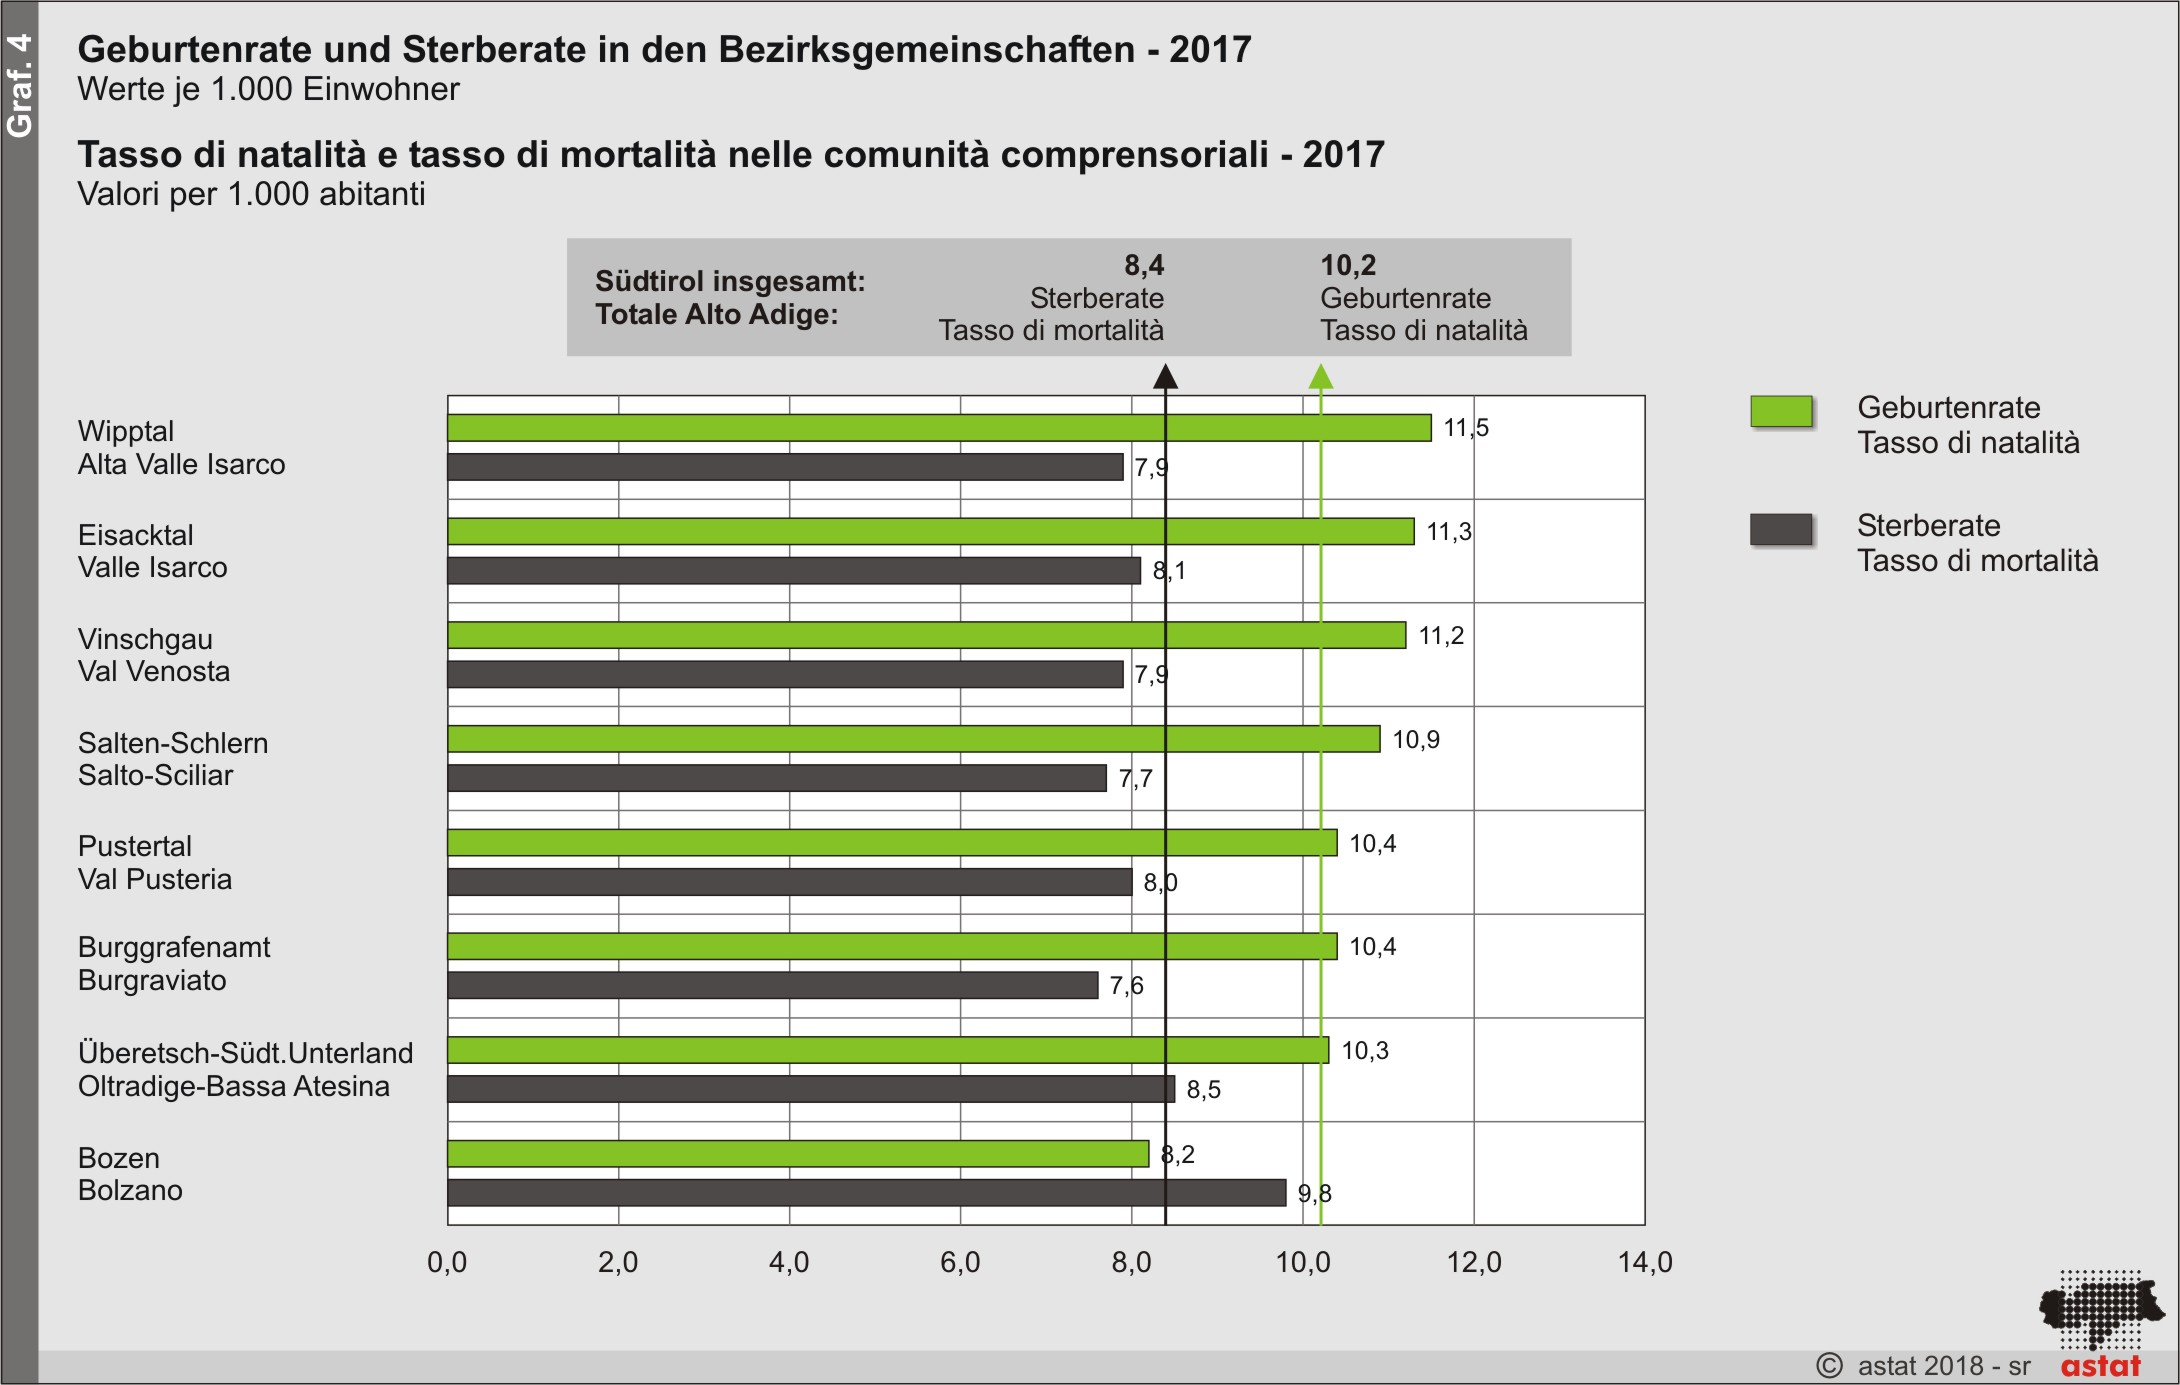 Graf. 4
Geburtenrate und Sterberate in den Bezirksgemeinschaften - 2017
Werte je 1.000 Einwohner
Tasso di natalità e tasso di mortalità nelle comunità comprensoriali - 2017
Valori per 1.000 abitanti
Südtirol insgesamt:
Totale Alto Adige:
8,4
Sterberate
Tasso di mortalità
10,2
Geburtenrate
Tasso di natalità
Geburtenrate
Tasso di natalità
Sterberate
Tasso di mortalità
Wipptal
Alta Valle Isarco
11,5
7,9
Eisacktal
Valle Isarco
11,3
8,1
Vinschgau
Val Venosta
11,2
7,9
Salten-Schlern
Salto-Sciliar
10,9
7,7
Pustertal
Val Pusteria
10,4
8,0
Burggrafenamt
Burgraviato
10,4
7,6
Überetsch-Südt.Unterland
Oltradige-Bassa Atesina
10,3
8,5
Bozen
Bolzano
8,2
9,8
0,0 2,0 4,0 6,0 8,0 10,0 12,0 14,0
© astat 2018 - sr
astat